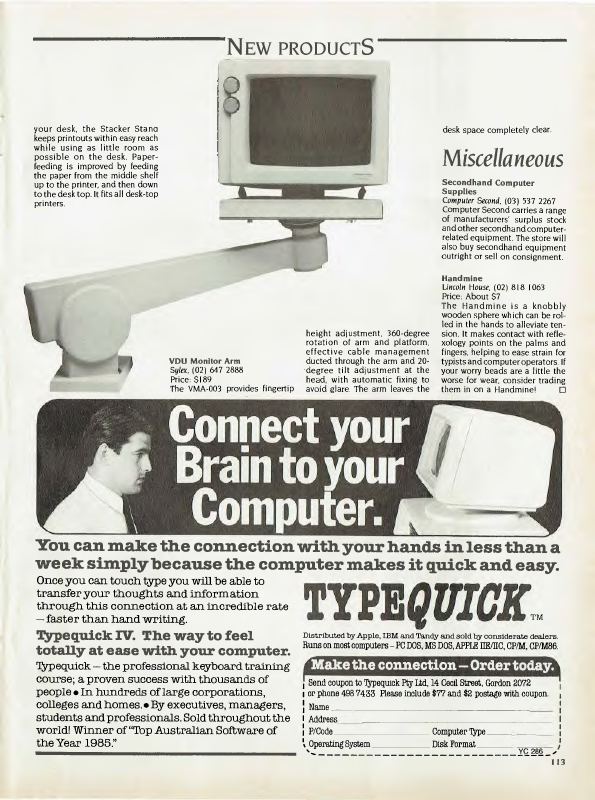 NEW PRODUCTS
your desk, the Stacker Stand
keeps printouts within easy reach
while using as little room as
possible on the desk. Paper-
feeding is improved by feeding
the paper from the middle shelf
up to the printer, and then down
to the desk top. It fits all desk-top
printers.
VDU Monitor Arm
Sylex, (02) 647 2888
Price: $189
The VMA-003 provides fingertip
height adjustment, 360-degree
rotation of arm and platform,
effective cable management
ducted through the arm and 20-
degree tilt adjustment at the
head, with automatic fixing to
avoid glare. The arm leaves the
desk space completely clear.
Miscellaneous
Secondhand Computer
Supplies
Computer Second, (03) 537 2267
Computer Second carries a range
of manufacturers' surplus stock
and other secondhand computer-
related equipment. The store will
also buy secondhand equipment
outright or sell on consignment.
Handmine
Lincoln House, (02) 818 1063
Price: About $7
The Handmine is a knobbly
wooden sphere which can be rol-
led in the hands to alleviate ten-
sion. It makes contact with refle-
xology points on the palms and
fingers, helping to ease strain for
typists and computer operators. If
your worry beads are a little the
worse for wear, consider trading
them in on a Handmine! □
Connect your
Brain to your
Computer.
You can make the connection with your hands in less than a
week simply because the computer makes it quick and easy.
Once you can touch type you will be able to
transfer your thoughts and information
through this connection at an incredible rate
– faster than hand writing.
Typequick IV. The way to feel
totally at ease with your computer.
Typequick – the professional keyboard training
course; a proven success with thousands of
people • In hundreds of large corporations,
colleges and homes. • By executives, managers,
students and professionals. Sold throughout the
world! Winner of "Top Australian Software of
the Year 1985."
TYPEQUICK TM
Distributed by Apple, IBM and Tandy and sold by considerate dealers.
Runs on most computers – PC DOS, MS DOS, APPLE IIE/IIC, CP/M, CP/M86.
Make the connection – Order today.
Send coupon to Typequick Pty Ltd, 14 Cecil Street, Gordon 2072
or phone 498 7433 Please include $77 and $2 postage with coupon.
Name
Address
P/Code Computer Type
Operating System Disk Format
YC 286
113